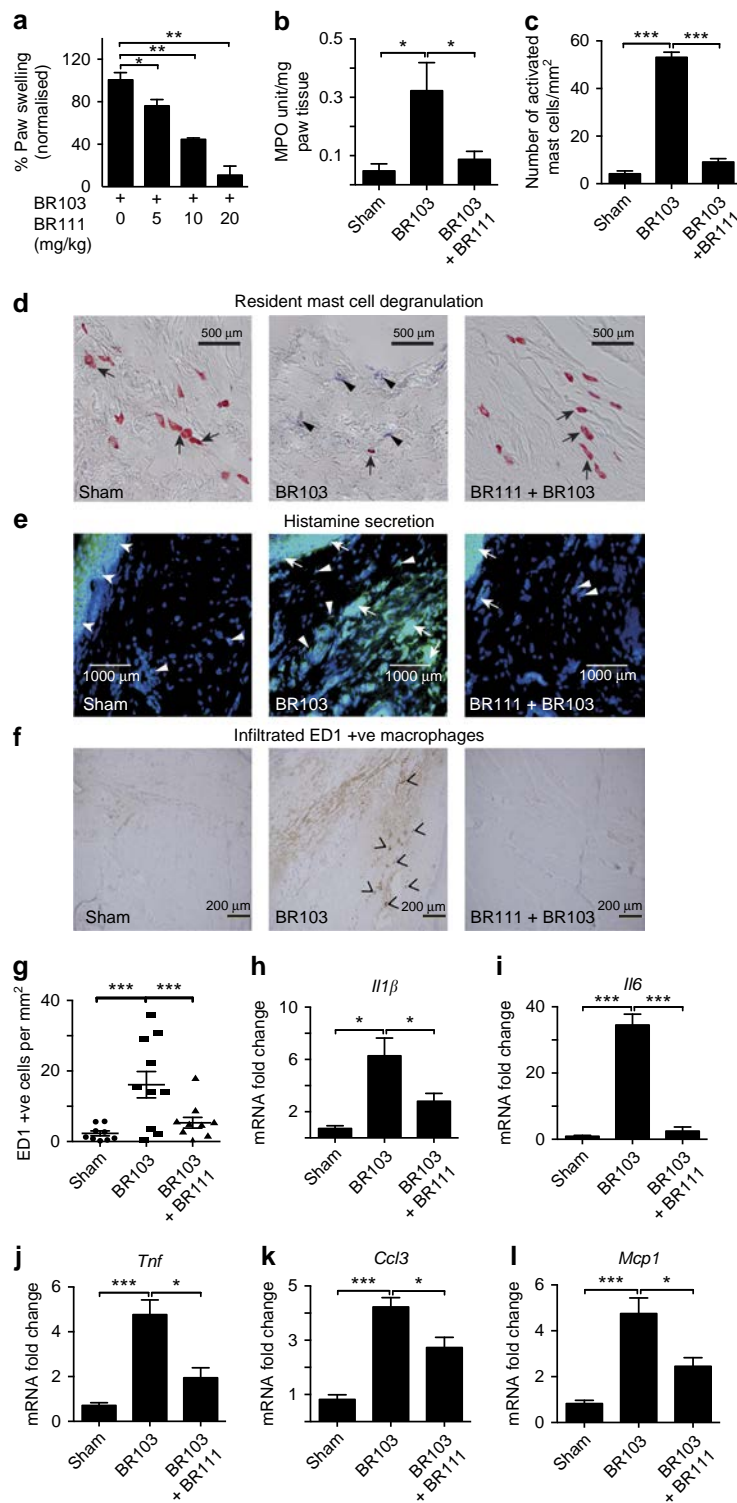 a
**
**
*
% Paw swelling
(normalised)
120
80
40
0
BR103 + + + +
BR111 0 5 10 20
(mg/kg)
b
* *
MPO unit/mg
paw tissue
0.5
0.3
0.1
Sham
BR103
BR103
+ BR111
c
*** ***
Number of activated
mast cells/mm2
60
40
20
0
Sham
BR103
BR103
+BR111
d
Resident mast cell degranulation
500 μm
Sham
500 μm
BR103
500 μm
BR111 + BR103
e
Histamine secretion
1000 μm
Sham
1000 μm
BR103
1000 μm
BR111 + BR103
f
Infiltrated ED1 +ve macrophages
Sham
200 μm
BR103
200 μm
BR111 + BR103
200 μm
g
*** ***
ED1 +ve cells per mm2
40
20
0
Sham
BR103
BR103
+ BR111
h
Il1β
* *
mRNA fold change
10
6
2
Sham
BR103
BR103
+ BR111
i
Il6
*** ***
mRNA fold change
40
20
0
Sham
BR103
BR103
+ BR111
j
Tnf
*** *
mRNA fold change
6
4
2
0
Sham
BR103
BR103
+ BR111
k
Ccl3
*** *
mRNA fold change
5
3
1
Sham
BR103
BR103
+ BR111
l
Mcp1
*** *
mRNA fold change
6
4
2
0
Sham
BR103
BR103
+ BR111